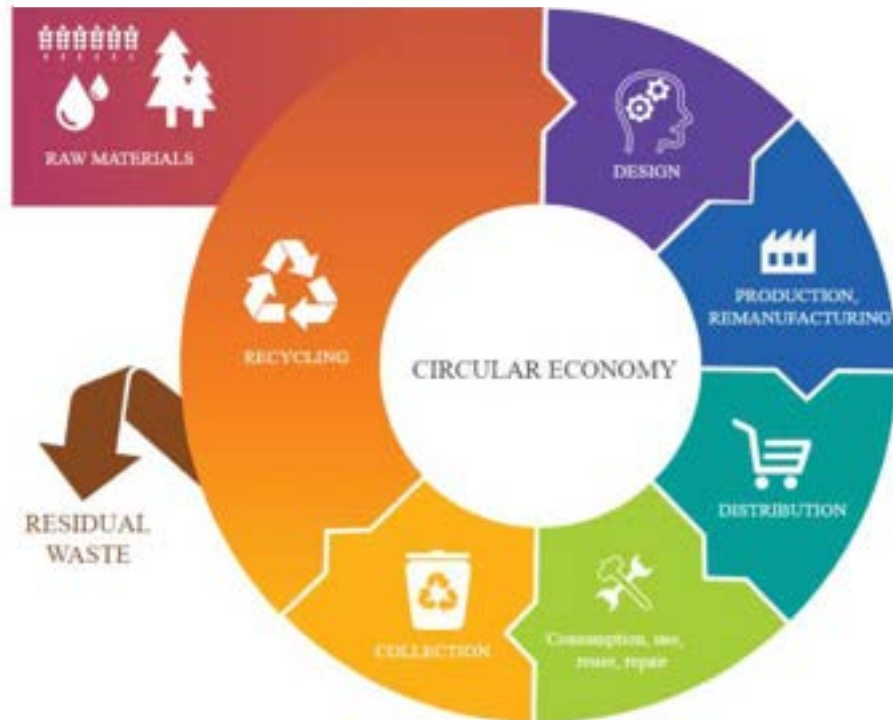 RAW MATERIALS
DESIGN
PRODUCTION,
REMANUFACTURING
RECYCLING
CIRCULAR ECONOMY
DISTRIBUTION
RESIDUAL
WASTE
COLLECTION
Consumption, use,
reuse, repair